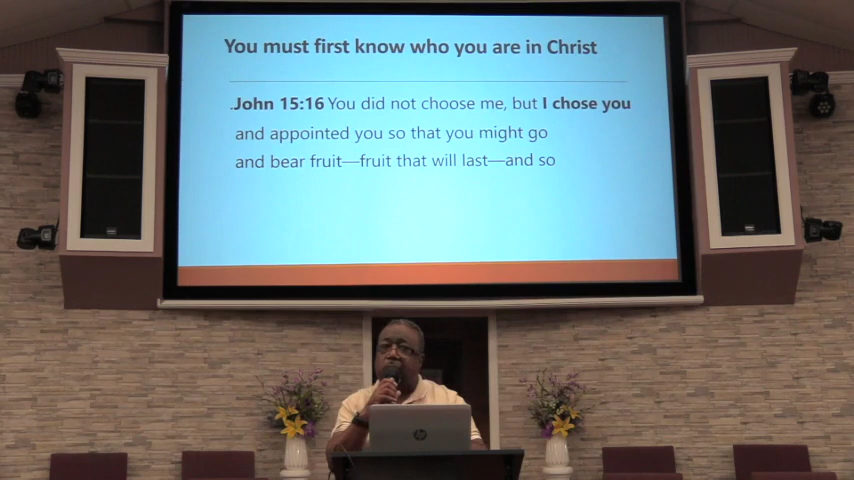 You must first know who you are in Christ
.John 15:16 You did not choose me, but I chose you
and appointed you so that you might go
and bear fruit—fruit that will last—and so
hp